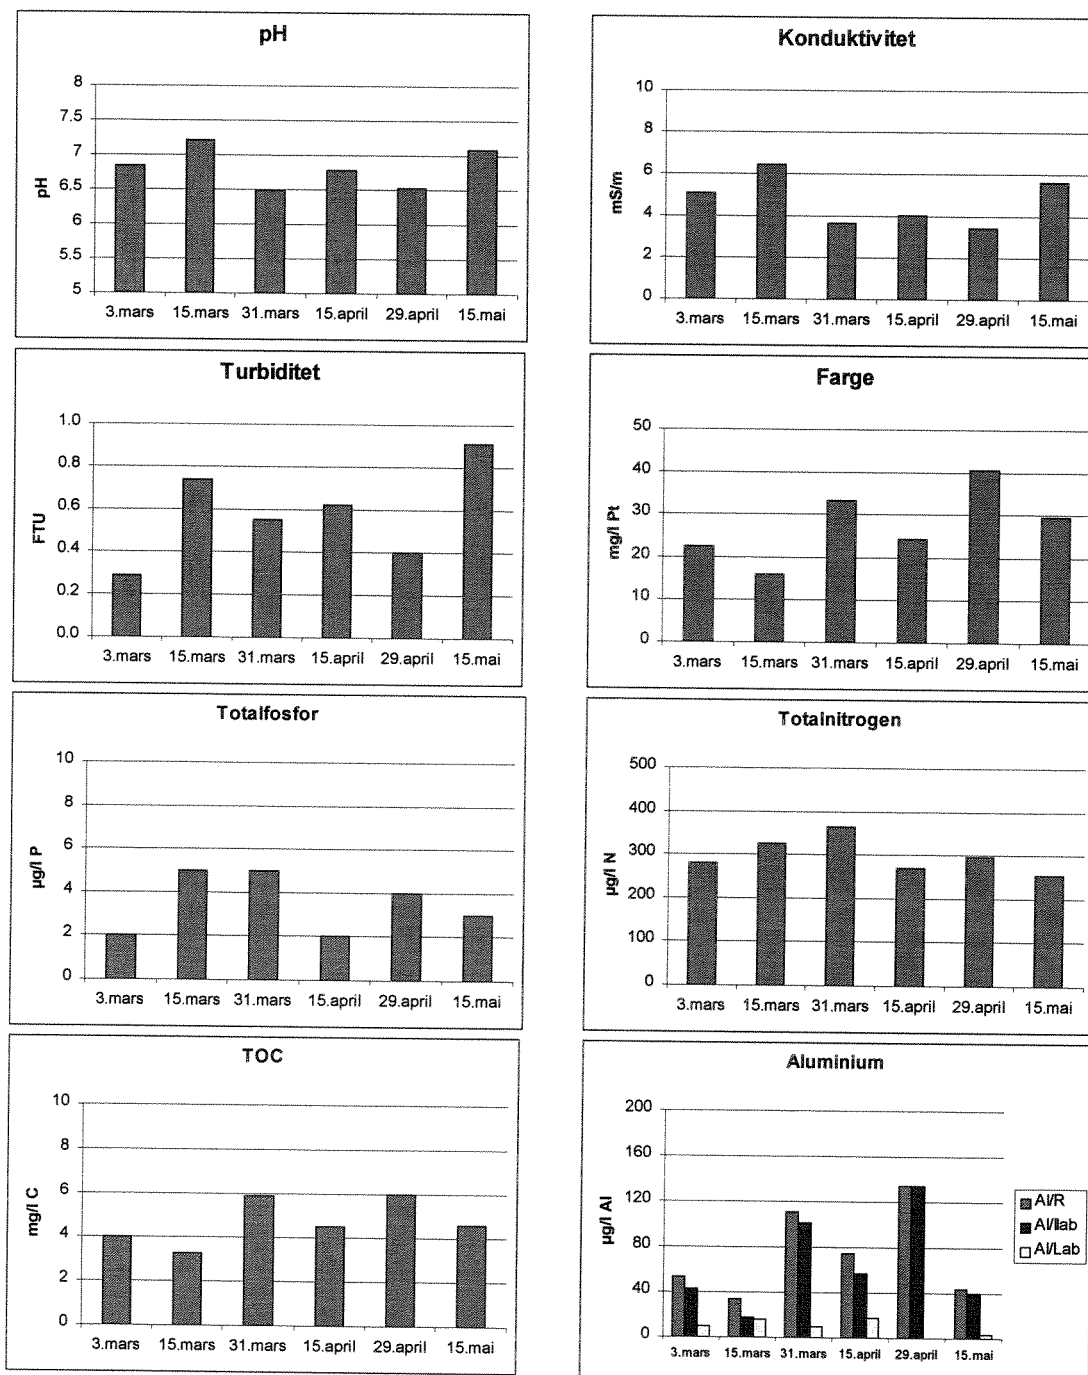 pH
8
7.5
7
6.5
6
5.5
5
pH
3.mars 15.mars 31.mars 15.april 29.april 15.mai
Konduktivitet
10
8
6
4
2
0
mS/m
3.mars 15.mars 31.mars 15.april 29.april 15.mai
Turbiditet
1.0
0.8
0.6
0.4
0.2
0.0
FTU
3.mars 15.mars 31.mars 15.april 29.april 15.mai
Farge
50
40
30
20
10
0
mg/l Pt
3.mars 15.mars 31.mars 15.april 29.april 15.mai
Totalfosfor
10
8
6
4
2
0
µg/l P
3.mars 15.mars 31.mars 15.april 29.april 15.mai
Totalnitrogen
500
400
300
200
100
0
µg/l N
3.mars 15.mars 31.mars 15.april 29.april 15.mai
TOC
10
8
6
4
2
0
mg/l C
3.mars 15.mars 31.mars 15.april 29.april 15.mai
Aluminium
200
160
120
80
40
0
µg/l Al
3.mars 15.mars 31.mars 15.april 29.april 15.mai
Al/R
Al/Ilab
Al/Lab